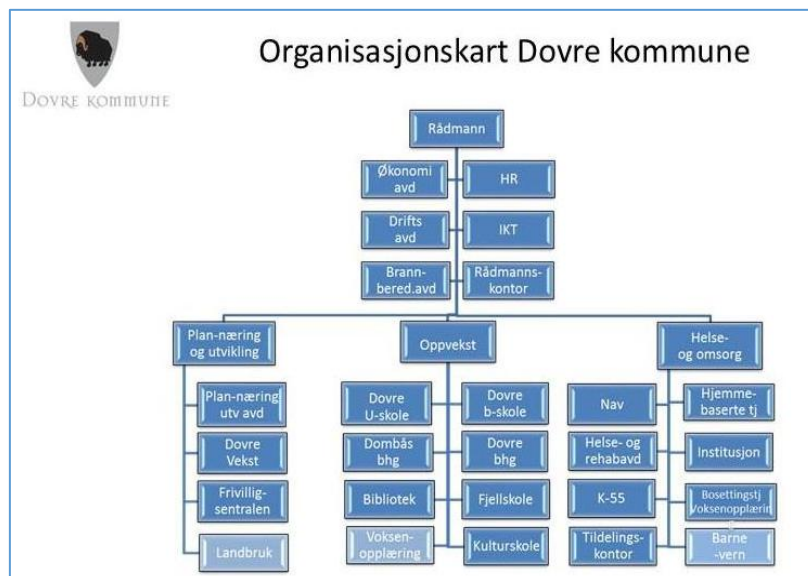 DOVRE KOMMUNE
Organisasjonskart Dovre kommune
Rådmann
Økonomi
avd
HR
Drifts
avd
IKT
Brann-
bered.avd
Rådmanns-
kontor
Plan-næring
og utvikling
Oppvekst
Helse-
og omsorg
Plan-næring
utv avd
Dovre
Vekst
Frivillig-
sentralen
Landbruk
Dovre
U-skole
Dovre
b-skole
Dombås
bhg
Dovre
bhg
Bibliotek
Fjellskole
Voksen-
opplæring
Kulturskole
Nav
Hjemme-
baserte tj
Helse- og
rehabavd
Institusjon
K-55
Bosettingstj
Voksenopplærin
g
Tildelings-
kontor
Barne
-vern